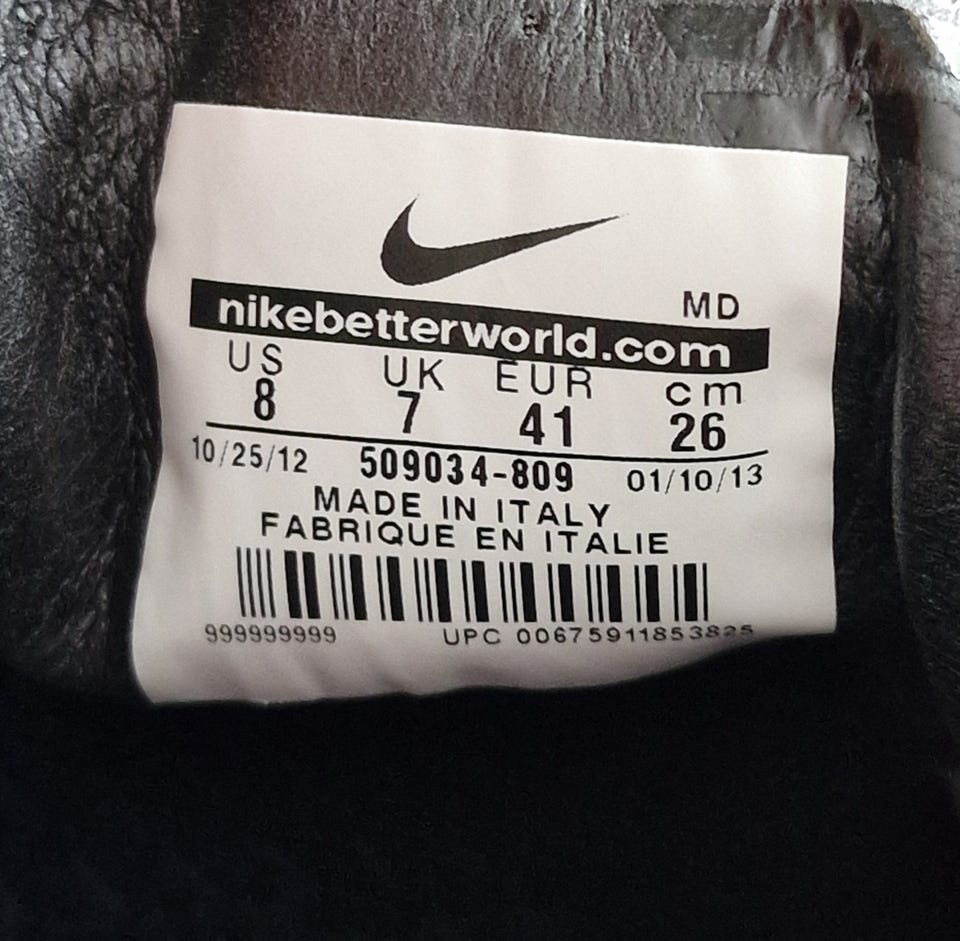 MD
nikebetterworld.com
US UK EUR cm
8 7 41 26
10/25/12 509034-809 01/10/13
MADE IN ITALY
FABRIQUE EN ITALIE
999999999 UPC 00675911853825